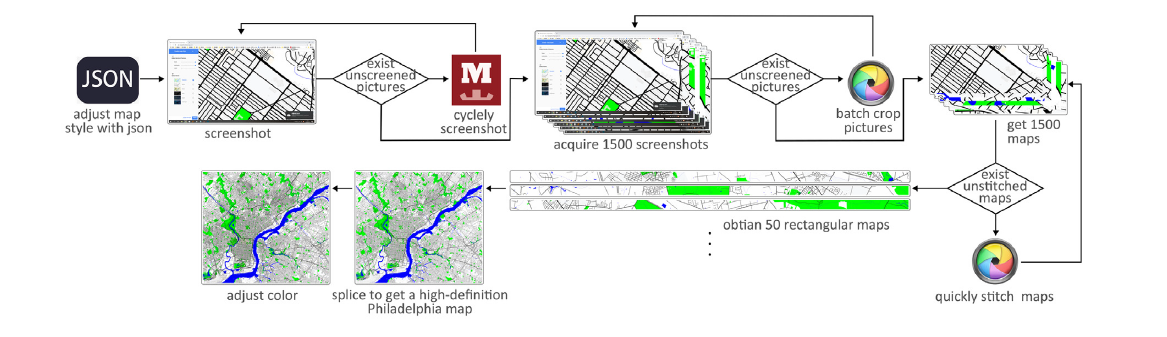 JSON
adjust map
style with json
screenshot
exist
unscreened
pictures
M
cyclely
screenshot
acquire 1500 screenshots
exist
unscreened
pictures
batch crop
pictures
get 1500
maps
exist
unstitched
maps
quickly stitch maps
obtian 50 rectangular maps
splice to get a high-definition
Philadelphia map
adjust color